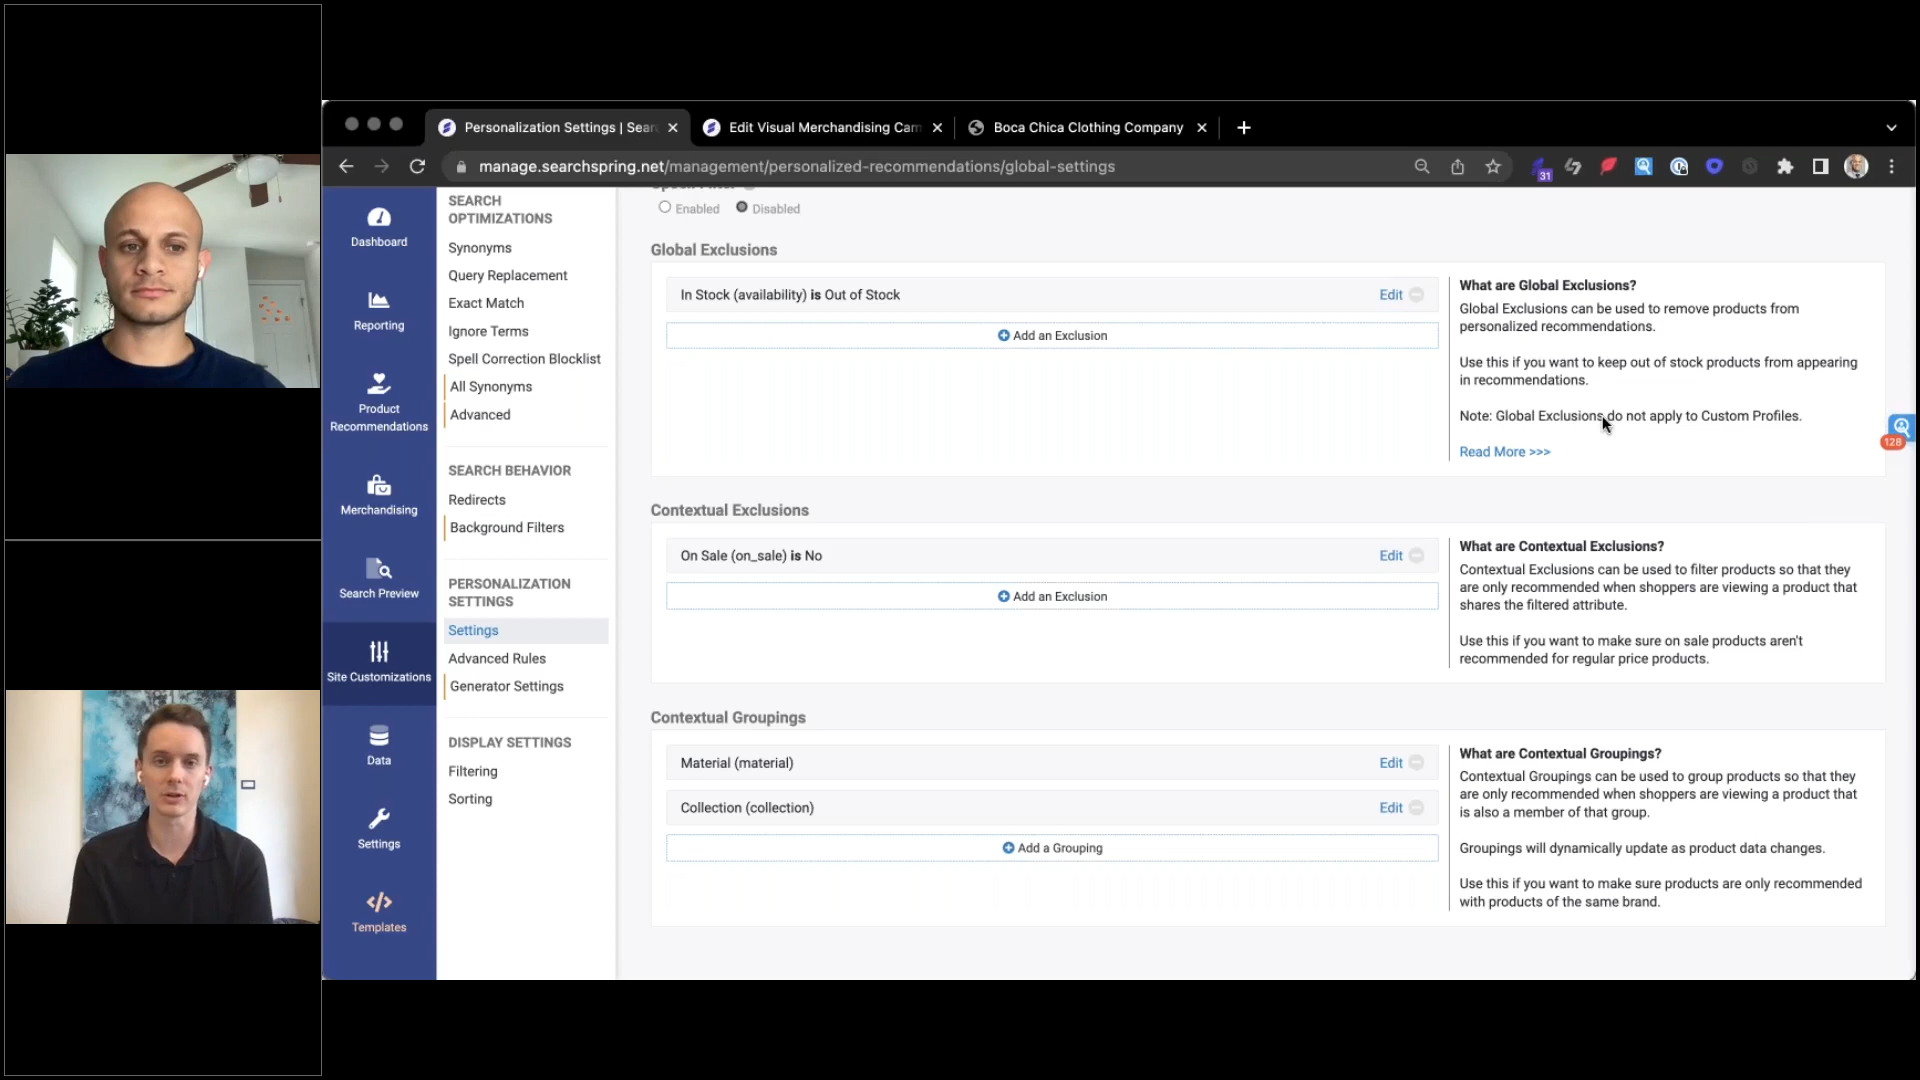 Personalization Settings | Sear
Edit Visual Merchandising Cam
Boca Chica Clothing Company
manage.searchspring.net/management/personalized-recommendations/global-settings
31
Dashboard
Reporting
Product
Recommendations
Merchandising
Search Preview
Site Customizations
Data
Settings
Templates
SEARCH
OPTIMIZATIONS
Synonyms
Query Replacement
Exact Match
Ignore Terms
Spell Correction Blocklist
All Synonyms
Advanced
SEARCH BEHAVIOR
Redirects
Background Filters
PERSONALIZATION
SETTINGS
Settings
Advanced Rules
Generator Settings
DISPLAY SETTINGS
Filtering
Sorting
Enabled Disabled
Global Exclusions
In Stock (availability) is Out of Stock Edit
Add an Exclusion
What are Global Exclusions?
Global Exclusions can be used to remove products from
personalized recommendations.
Use this if you want to keep out of stock products from appearing
in recommendations.
Note: Global Exclusions do not apply to Custom Profiles.
Read More >>>
128
Contextual Exclusions
On Sale (on_sale) is No Edit
Add an Exclusion
What are Contextual Exclusions?
Contextual Exclusions can be used to filter products so that they
are only recommended when shoppers are viewing a product that
shares the filtered attribute.
Use this if you want to make sure on sale products aren't
recommended for regular price products.
Contextual Groupings
Material (material) Edit
Collection (collection) Edit
Add a Grouping
What are Contextual Groupings?
Contextual Groupings can be used to group products so that they
are only recommended when shoppers are viewing a product that
is also a member of that group.
Groupings will dynamically update as product data changes.
Use this if you want to make sure products are only recommended
with products of the same brand.